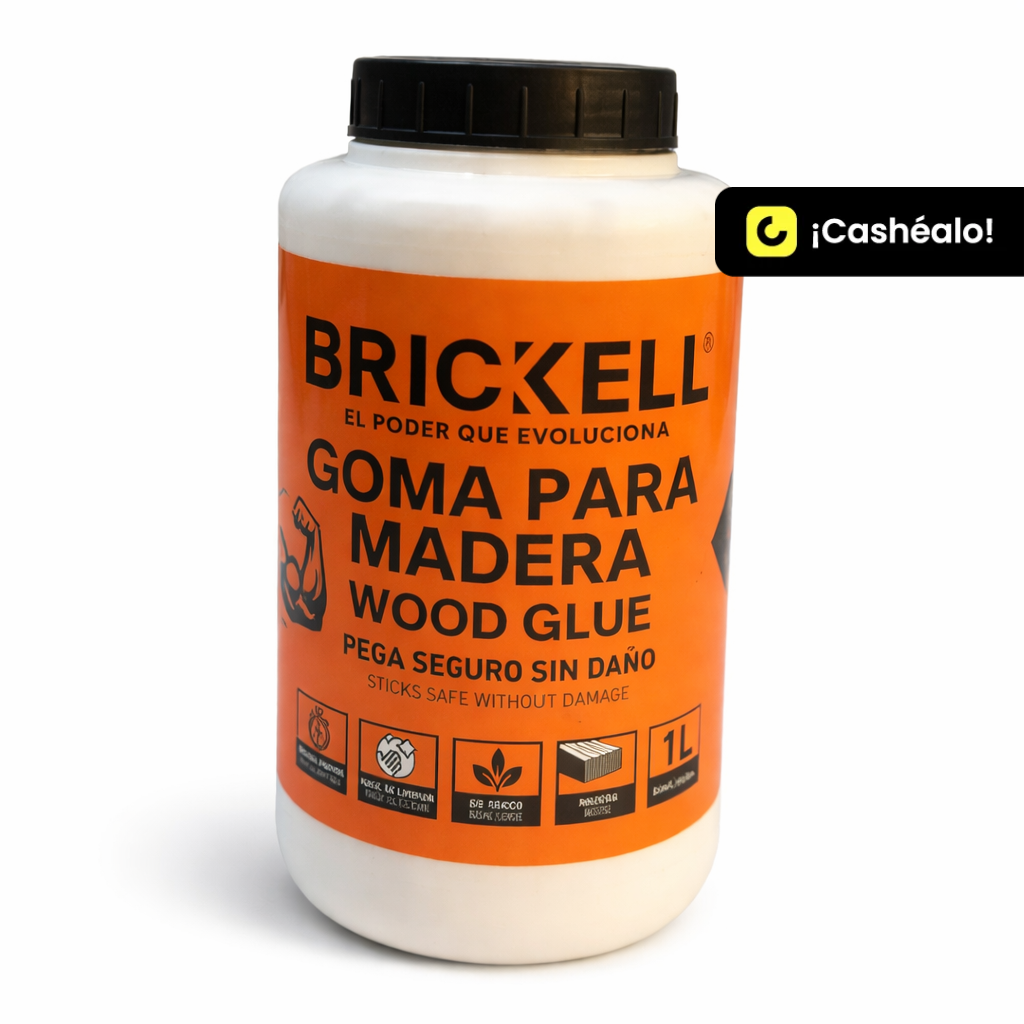 ¡Cashéalo!
BRICKELL®
EL PODER QUE EVOLUCIONA
GOMA PARA
MADERA
WOOD GLUE
PEGA SEGURO SIN DAÑO
STICKS SAFE WITHOUT DAMAGE
1L